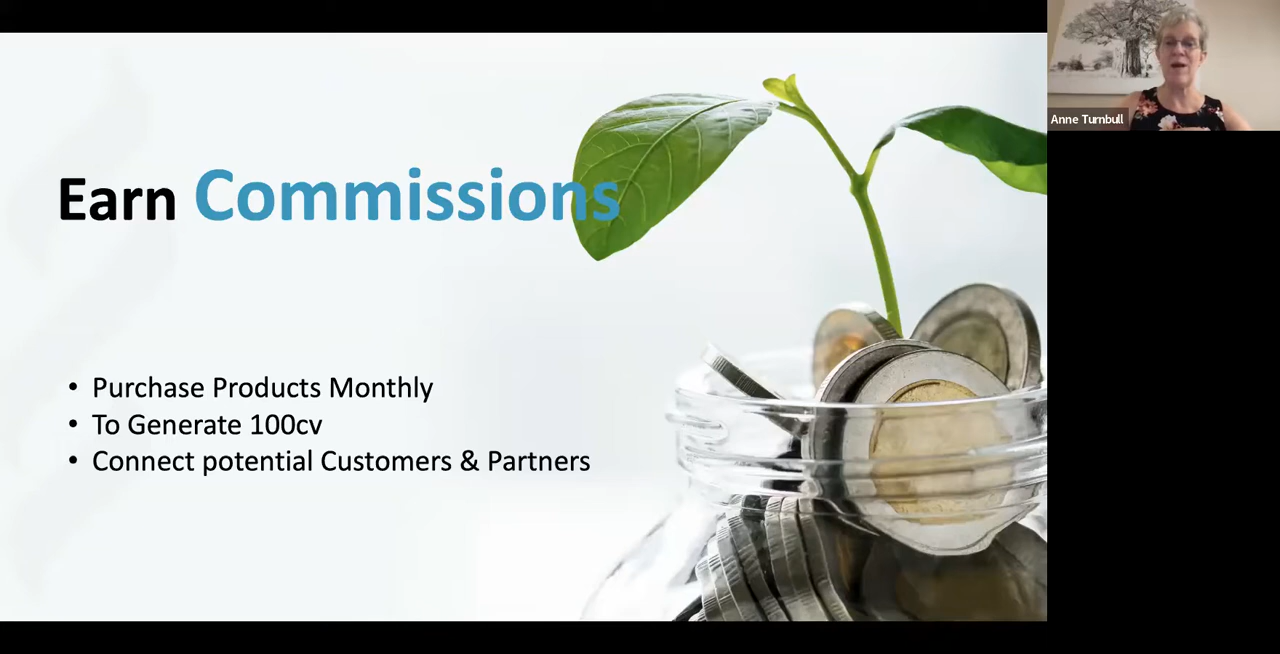 Earn Commissions
Purchase Products Monthly
To Generate 100cv
Connect potential Customers & Partners
Anne Turnbull